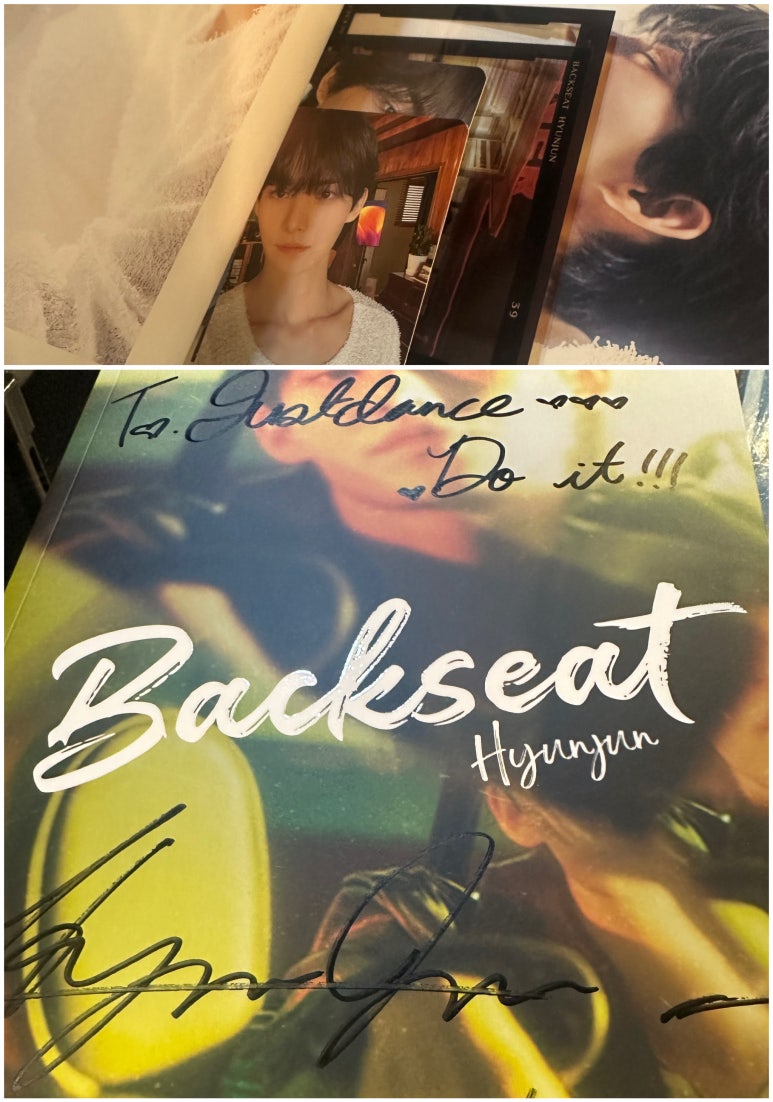 BACKSEAT HYUNJUN
39
To. Justdance
Do it!!!
Backseat
Hyunjun